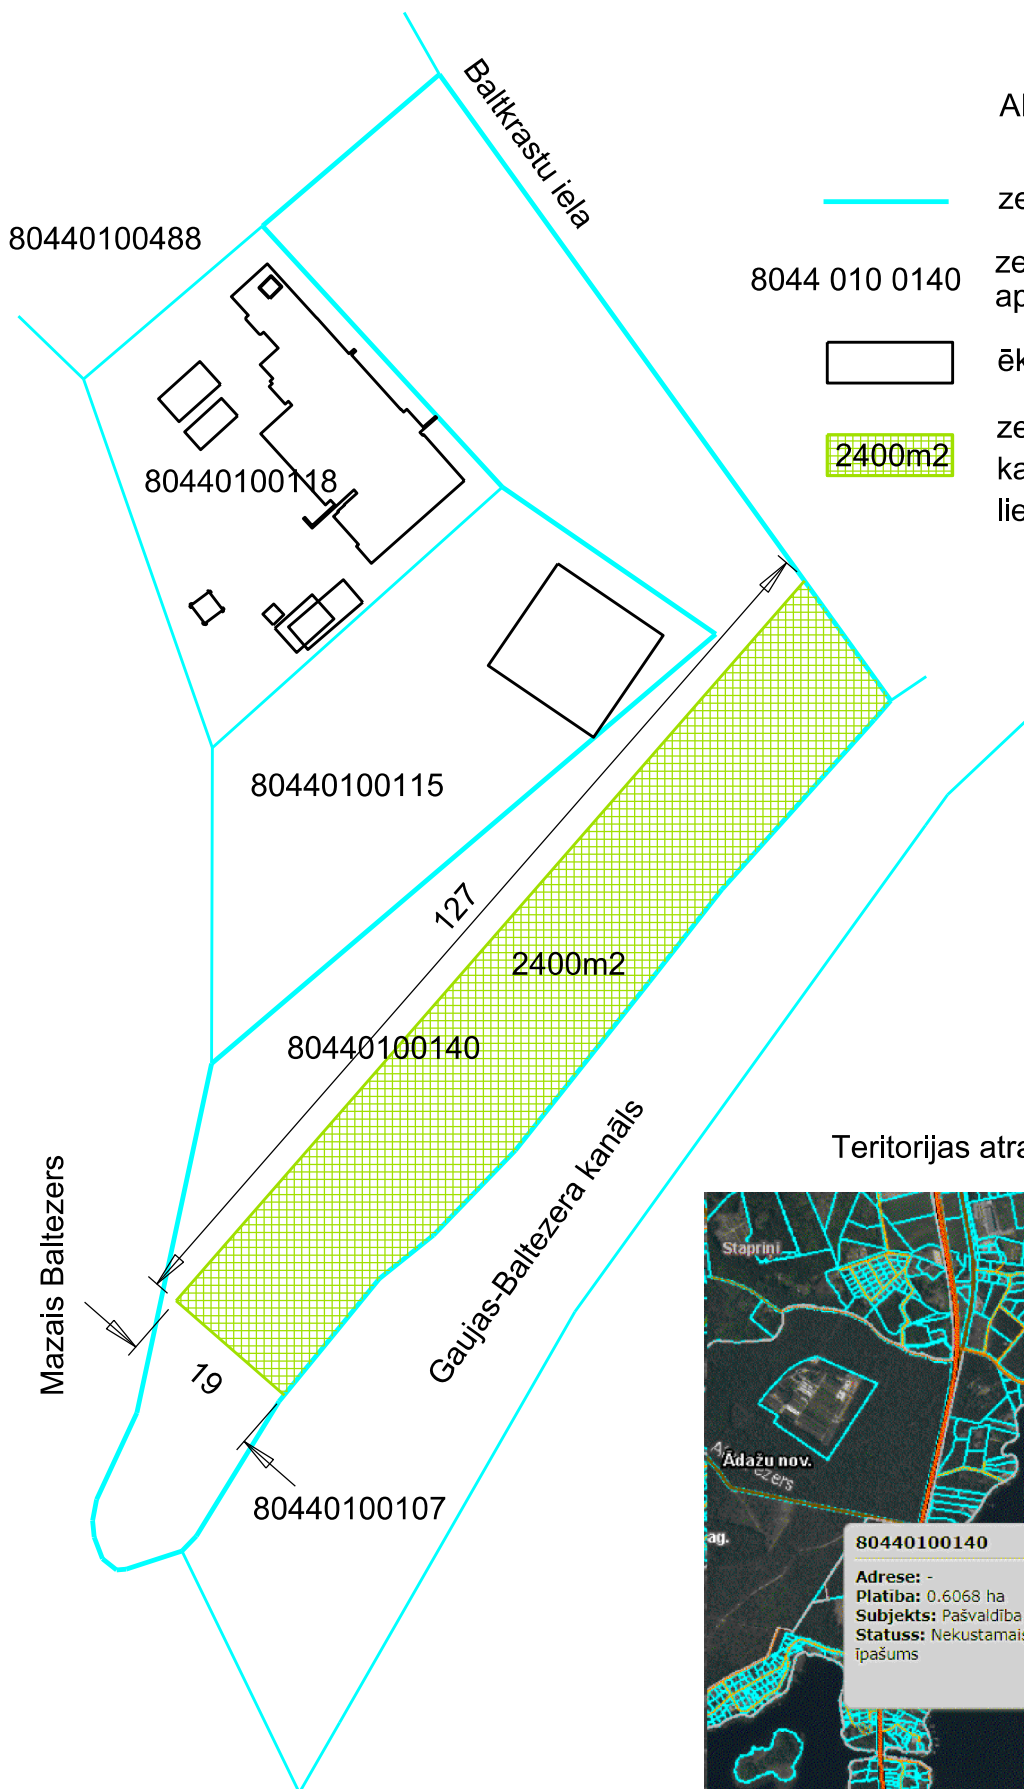 Baltkrastu iela
80440100488
8044 010 0140
2400m2
80440100118
80440100115
127
2400m2
80440100140
Mazais Baltezers
Gaujas-Baltezera kanāls
19
80440100107
Teritorijas
Stapriņi
Ādažu nov.
80440100140
Adrese: -
Platība: 0.6068 ha
Subjekts: Pašvaldība
Statuss: Nekustamais
īpašums